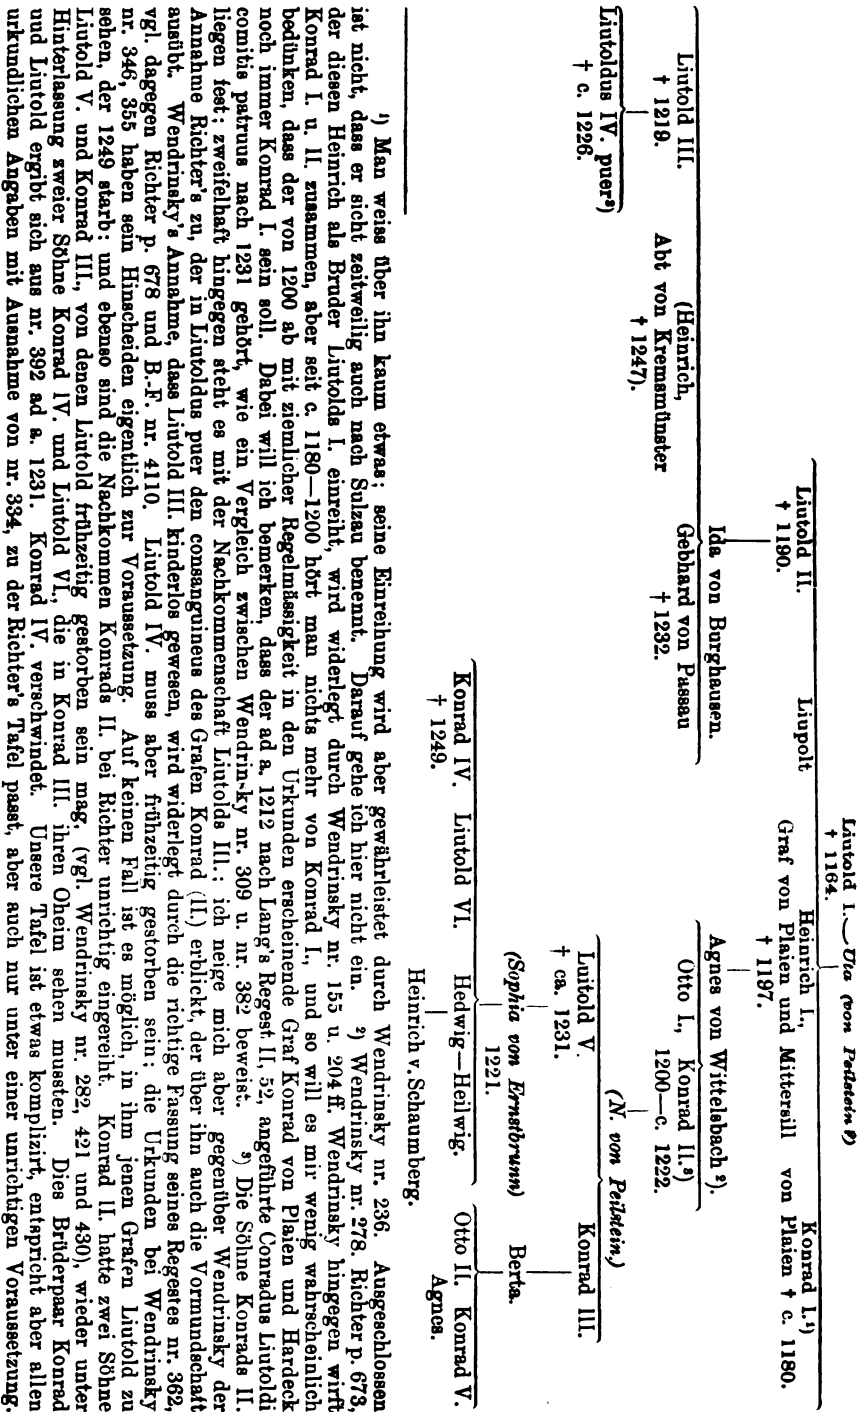 Liutold I. ‿ Uta (von Peilstein?)
† 1164.
Liutold II. Liupolt Heinrich I., Konrad I.¹)
† 1190. Graf von Plaien und Mittersill von Plaien † c. 1180.
† 1197.
Ida von Burghausen. Agnes von Wittelsbach ²).
Liutold III. (Heinrich, Gebhard von Passau Otto I., Konrad II.³)
† 1219. Abt von Kremsmünster † 1232. 1200—c. 1222.
† 1247).
(N. von Peilstein.)
Liutoldus IV. puer³) Luitold V. Konrad III.
† c. 1226. † ca. 1231.
(Sophia von Ernstbrunn) Berta.
1221.
Konrad IV. Liutold VI. Hedwig—Heilwig. Otto II. Konrad V.
† 1249. Agnes.
Heinrich v. Schaumberg.
¹) Man weiss über ihn kaum etwas; seine Einreihung wird aber gewährleistet durch Wendrinsky nr. 236. Ausgeschlossen
ist nicht, dass er sicht zeitweilig auch nach Sulzau benennt. Darauf gehe ich hier nicht ein. ²) Wendrinsky nr. 278. Richter p. 673,
der diesen Heinrich als Bruder Liutolds I. einreiht, wird widerlegt durch Wendrinsky nr. 155 u. 204 ff. Wendrinsky hingegen wirft
Konrad I. u. II. zusammen, aber seit c. 1180—1200 hört man nichts mehr von Konrad I., und so will es mir wenig wahrscheinlich
bedünken, dass der von 1200 ab mit ziemlicher Regelmässigkeit in den Urkunden erscheinende Graf Konrad von Plaien und Hardeck
noch immer Konrad I. sein soll. Dabei will ich bemerken, dass der ad a. 1212 nach Lang's Regest II, 52, angeführte Conradus Liutoldi
comitis patruus nach 1231 gehört, wie ein Vergleich zwischen Wendrinsky nr. 309 u. nr. 382 beweist. ³) Die Söhne Konrads II.
liegen fest; zweifelhaft hingegen steht es mit der Nachkommenschaft Liutolds III.; ich neige mich aber gegenüber Wendrinsky der
Annahme Richter's zu, der in Liutoldus puer den consanguineus des Grafen Konrad (II.) erblickt, der über ihn auch die Vormundschaft
ausübt. Wendrinsky's Annahme, dass Liutold III. kinderlos gewesen, wird widerlegt durch die richtige Fassung seines Regestes nr. 362,
vgl. dagegen Richter p. 678 und B.-F. nr. 4110. Liutold IV. muss aber frühzeitig gestorben sein; die Urkunden bei Wendrinsky
nr. 346, 355 haben sein Hinscheiden eigentlich zur Voraussetzung. Auf keinen Fall ist es möglich, in ihm jenen Grafen Liutold zu
sehen, der 1249 starb; und ebenso sind die Nachkommen Konrads II. bei Richter unrichtig eingereiht. Konrad II. hatte zwei Söhne
Liutold V. und Konrad III., von denen Liutold frühzeitig gestorben sein mag. (vgl. Wendrinsky nr. 282, 421 und 430), wieder unter
Hinterlassung zweier Söhne Konrad IV. und Liutold VI., die in Konrad III. ihren Oheim sehen mussten. Dies Brüderpaar Konrad
uud Liutold ergibt sich aus nr. 392 ad a. 1231. Konrad IV. verschwindet. Unsere Tafel ist etwas komplizirt, entspricht aber allen
urkundlichen Angaben mit Ausnahme von nr. 334, zu der Richter's Tafel passt, aber auch nur unter einer unrichtigen Voraussetzung.